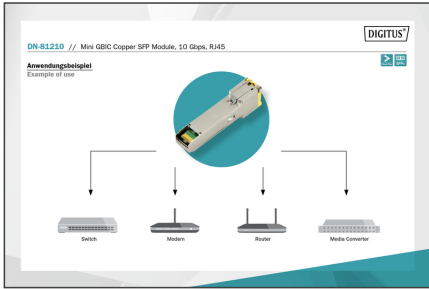 DIGITUS®
DN-81210 // Mini GBIC Copper SFP Module, 10 Gbps, RJ45
Anwendungsbeispiel
Example of use
Switch
Modem
Router
Media Converter